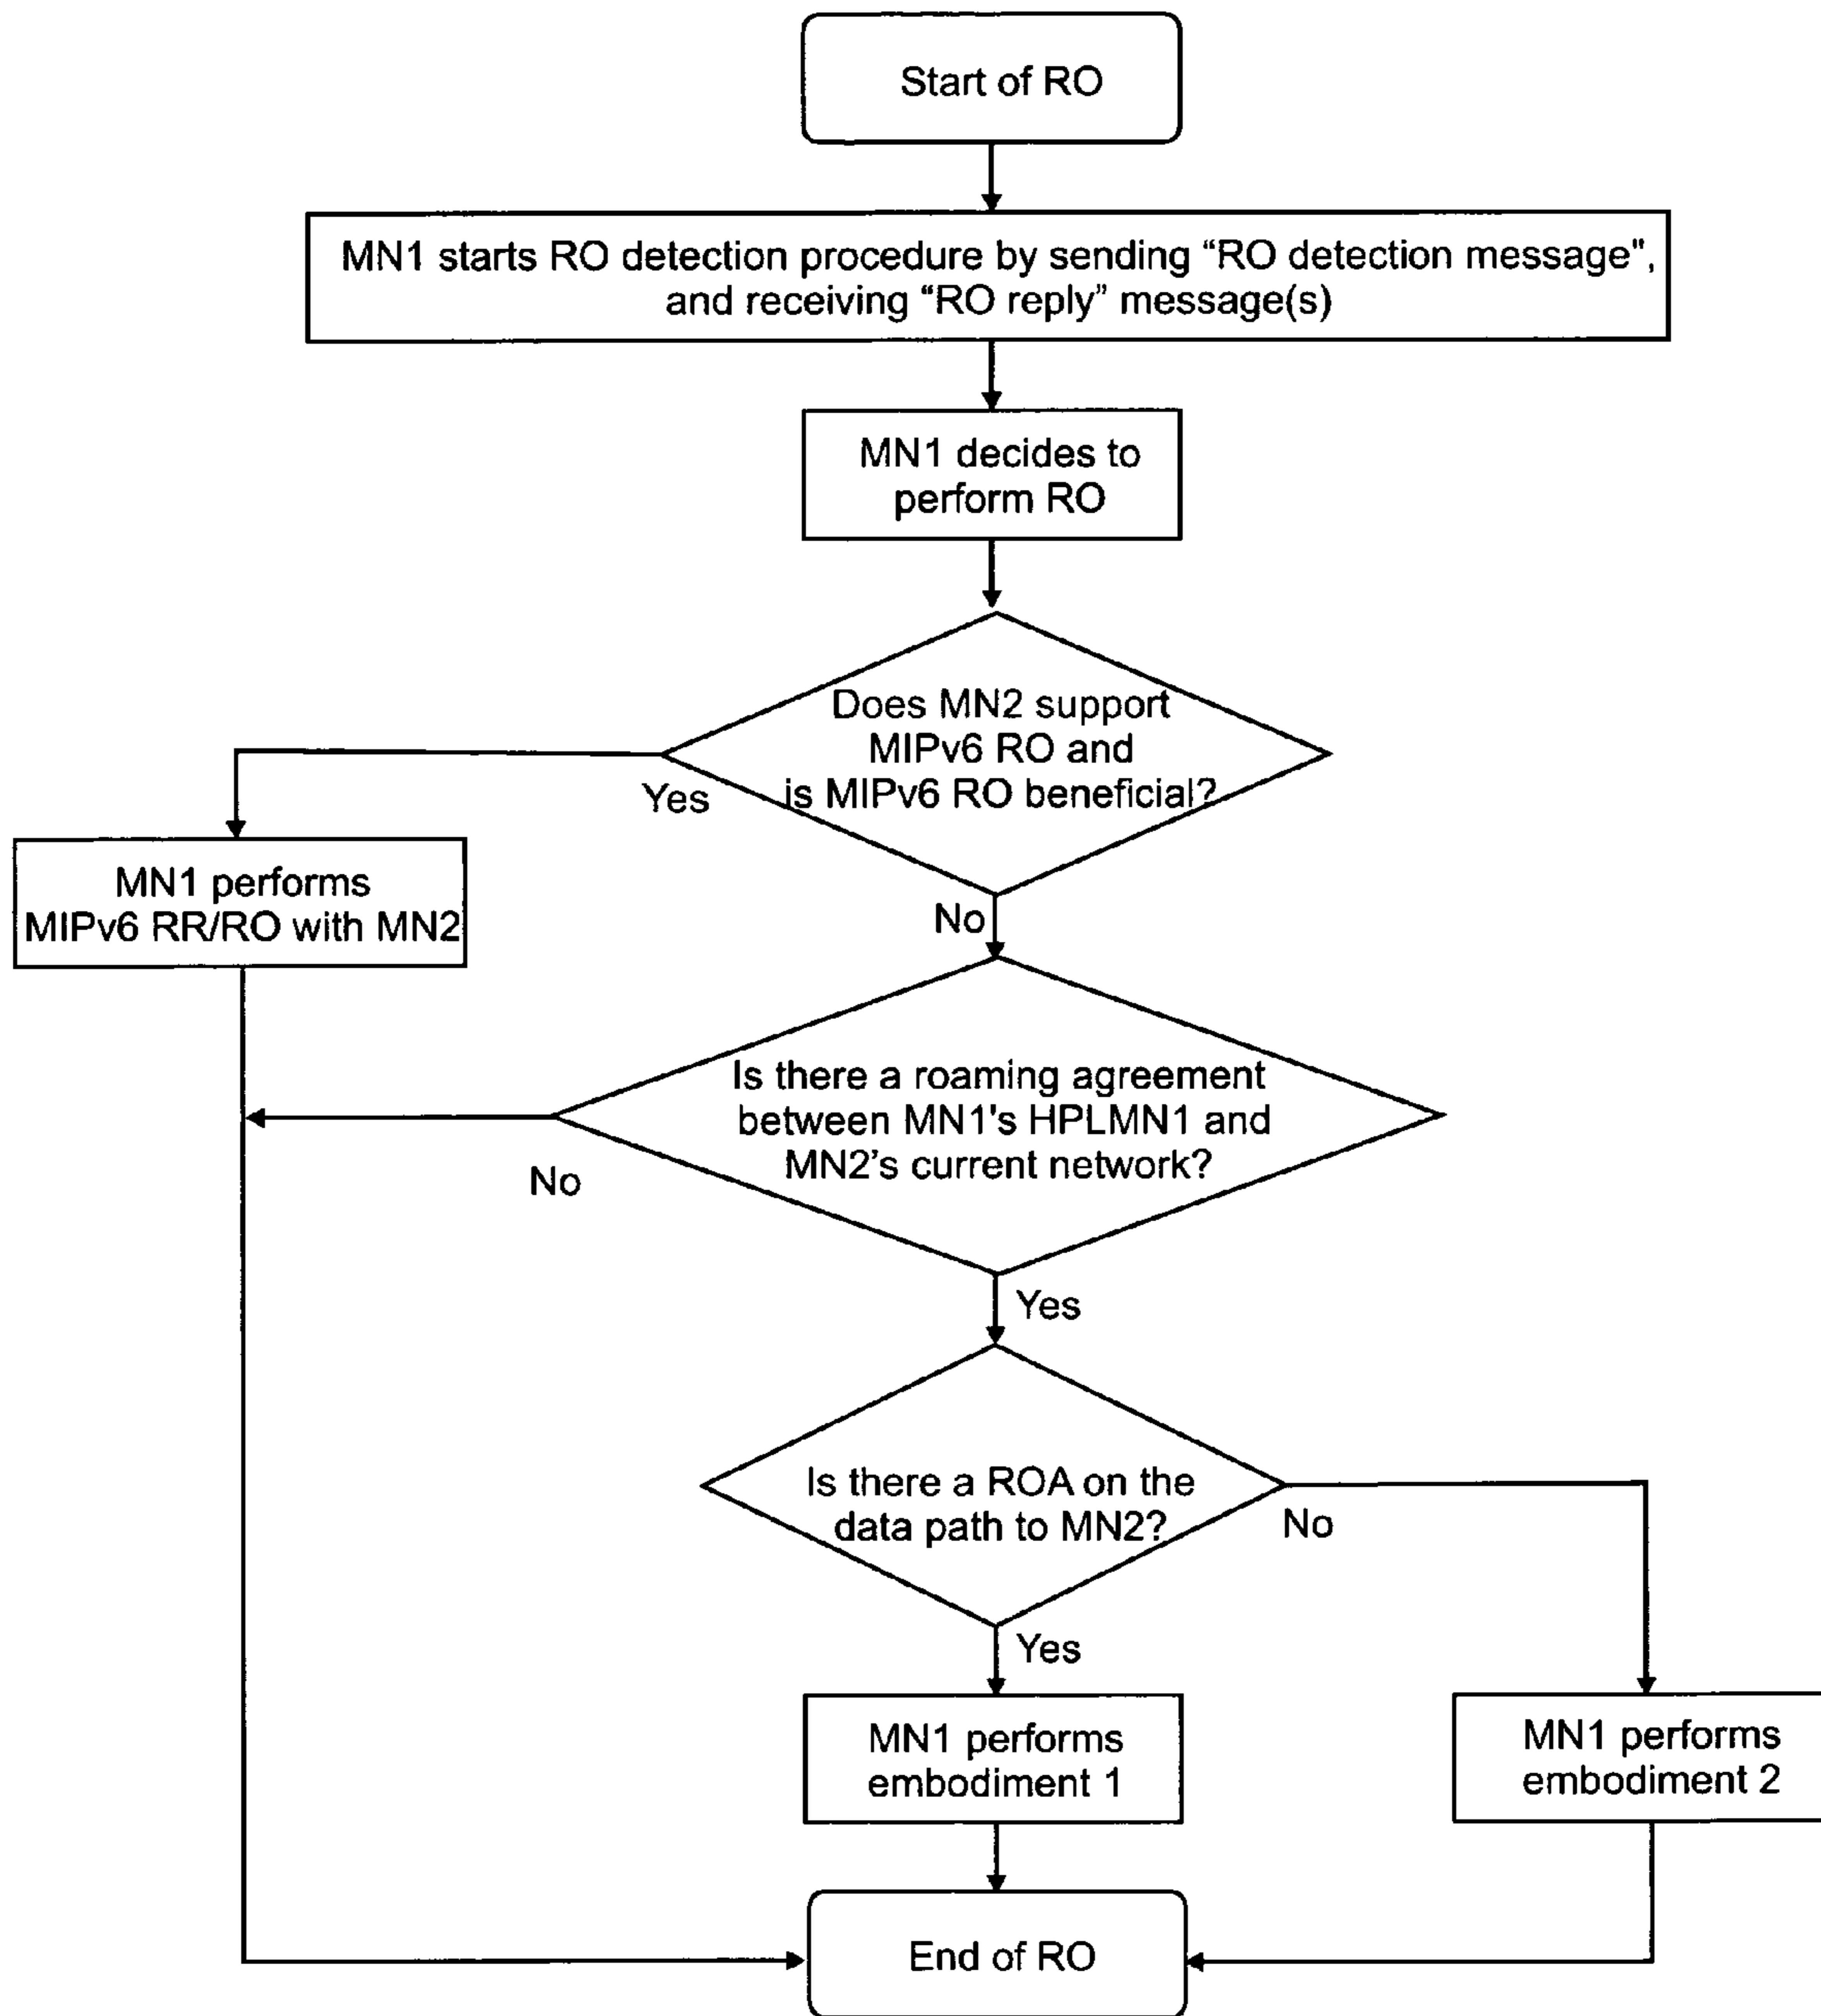 Start of RO
MN1 starts RO detection procedure by sending “RO detection message",
and receiving “RO reply” message(s)
MN1 decides to
perform RO
Does MN2 support
MIPv6 RO and
is MIPv6 RO beneficial?
Yes
MN1 performs
MIPv6 RR/RO with MN2
No
Is there a roaming agreement
between MN1's HPLMN1 and
MN2’s current network?
No
Yes
Is there a ROA on the
data path to MN2?
No
Yes
MN1 performs
embodiment 1
MN1 performs
embodiment 2
End of RO